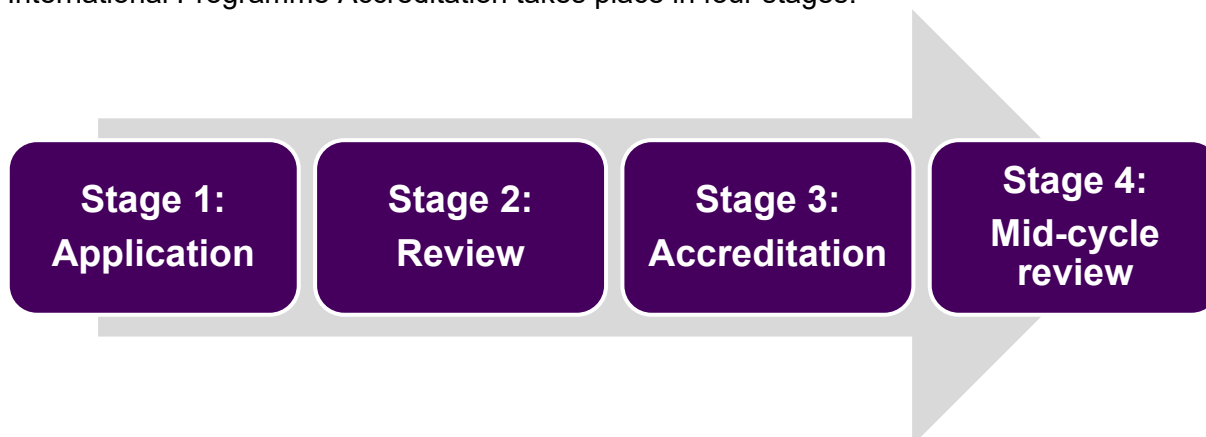 International Programme Accreditation takes place in four stages:
Stage 1:
Application
Stage 2:
Review
Stage 3:
Accreditation
Stage 4:
Mid-cycle
review